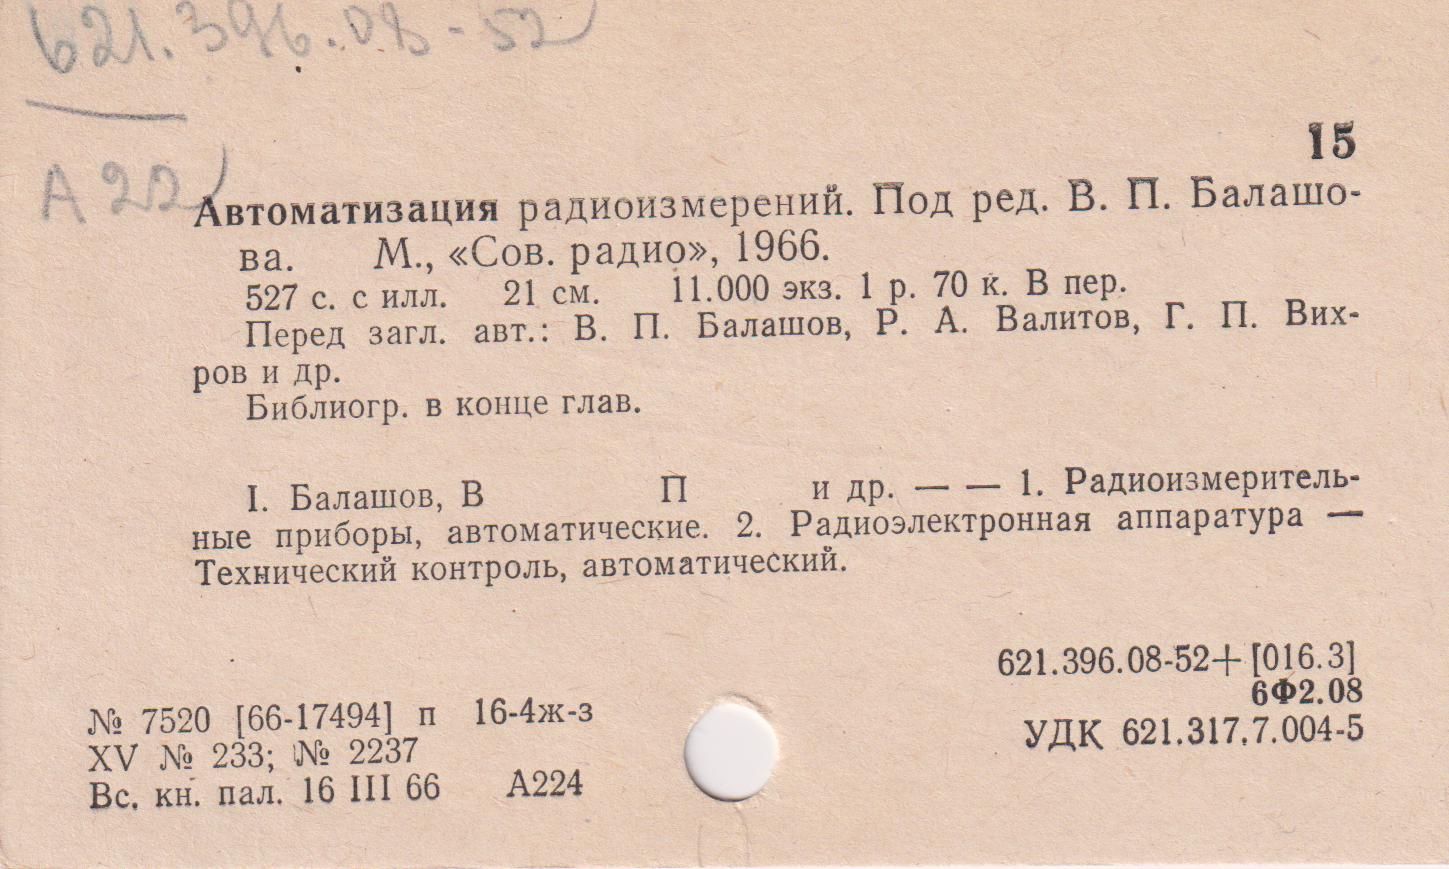 621.396.08-52
А22
15
Автоматизация радиоизмерений. Под ред. В. П. Балашо-
ва. М., «Сов. радио», 1966.
527 с. с илл. 21 см. 11.000 экз. 1 р. 70 к. В пер.
Перед загл. авт.: В. П. Балашов, Р. А. Валитов, Г. П. Вих-
ров и др.
Библиогр. в конце глав.
I. Балашов, В П и др. — — 1. Радиоизмеритель-
ные приборы, автоматические. 2. Радиоэлектронная аппаратура —
Технический контроль, автоматический.
621.396.08-52+[016.3]
6Ф2.08
УДК 621.317.7.004-5
№ 7520 [66-17494] п 16-4ж-з
XV № 233; № 2237
Вс. кн. пал. 16 III 66 А224